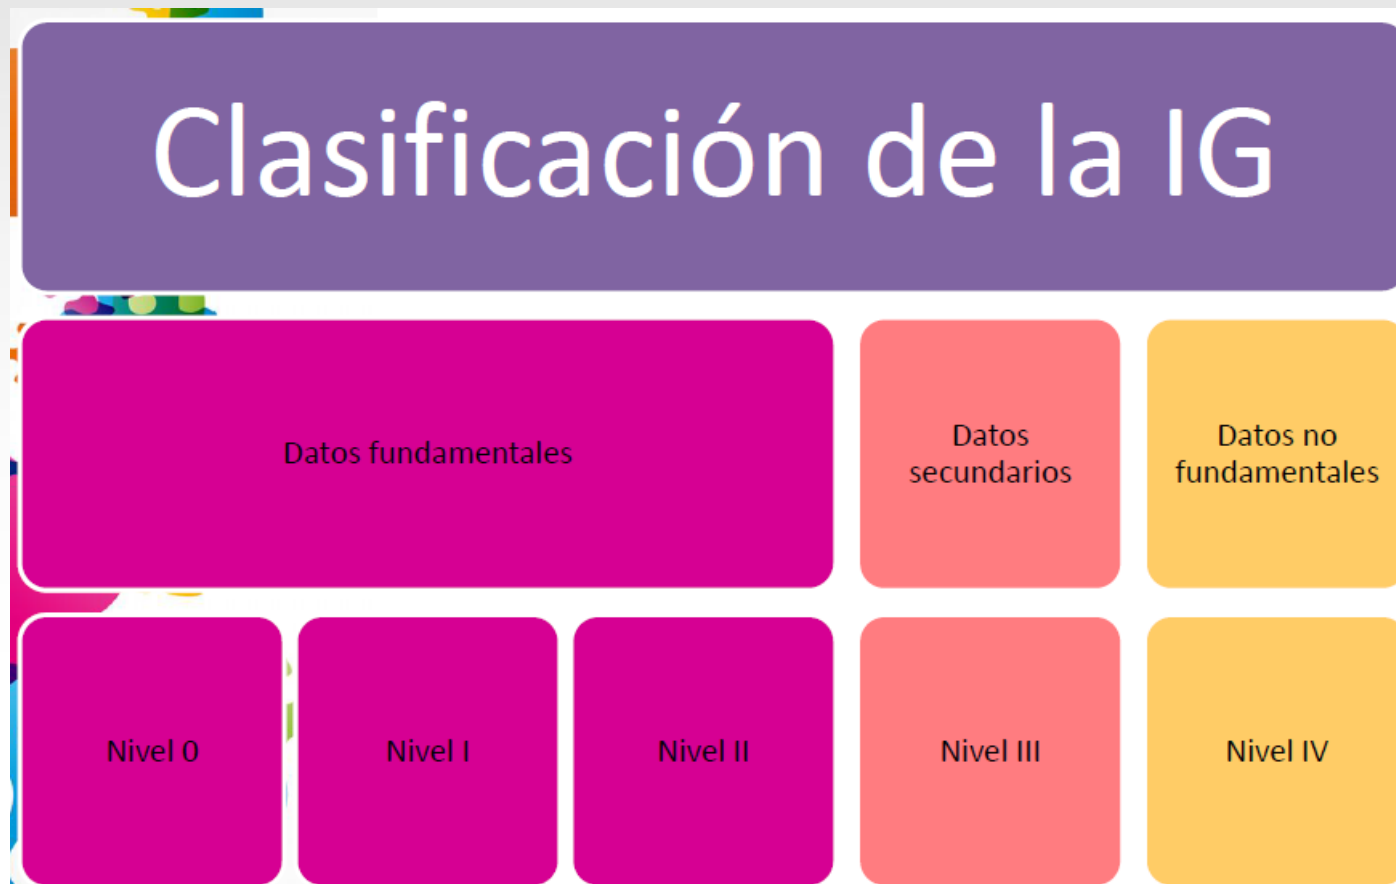 Clasificación de la IG
Datos fundamentales
Datos
secundarios
Datos no
fundamentales
Nivel 0
Nivel I
Nivel II
Nivel III
Nivel IV